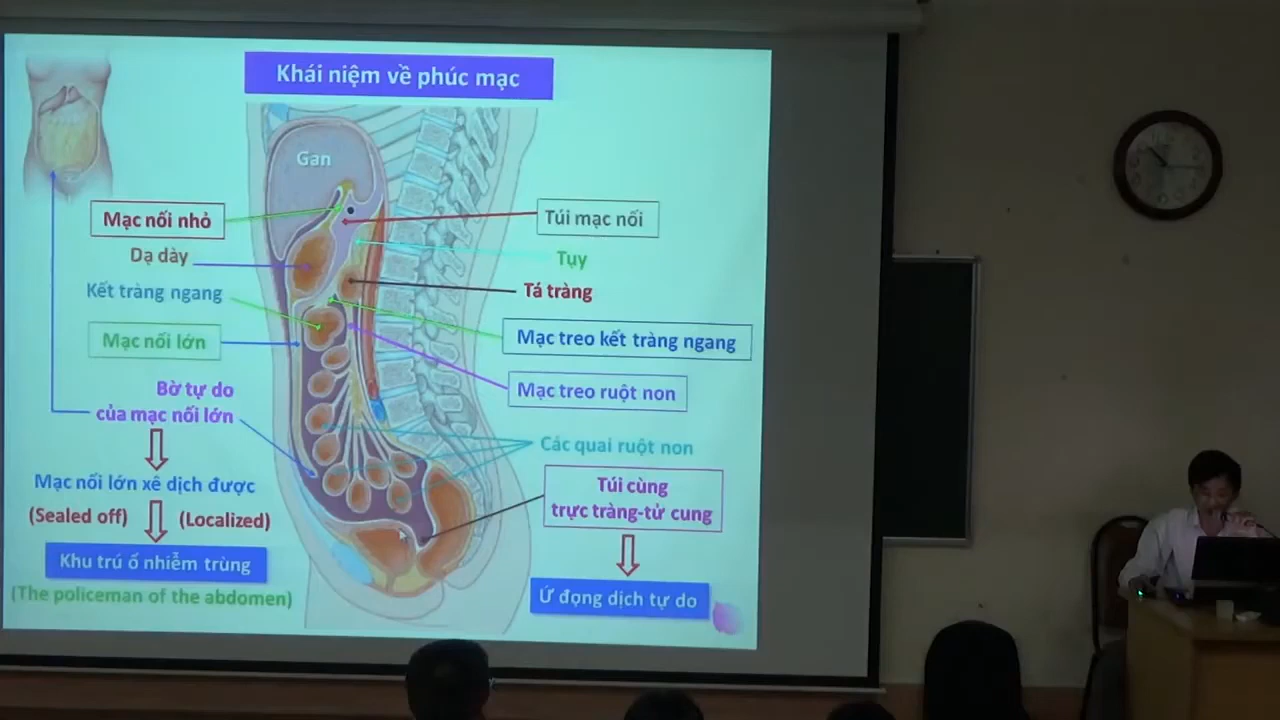 Khái niệm về phúc mạc
Gan
Mạc nối nhỏ
Túi mạc nối
Dạ dày
Tụy
Kết tràng ngang
Tá tràng
Mạc nối lớn
Mạc treo kết tràng ngang
Bờ tự do
của mạc nối lớn
Mạc treo ruột non
Các quai ruột non
Mạc nối lớn xê dịch được
Túi cùng
trực tràng-tử cung
(Sealed off)
(Localized)
Khu trú ổ nhiễm trùng
(The policeman of the abdomen)
Ứ đọng dịch tự do